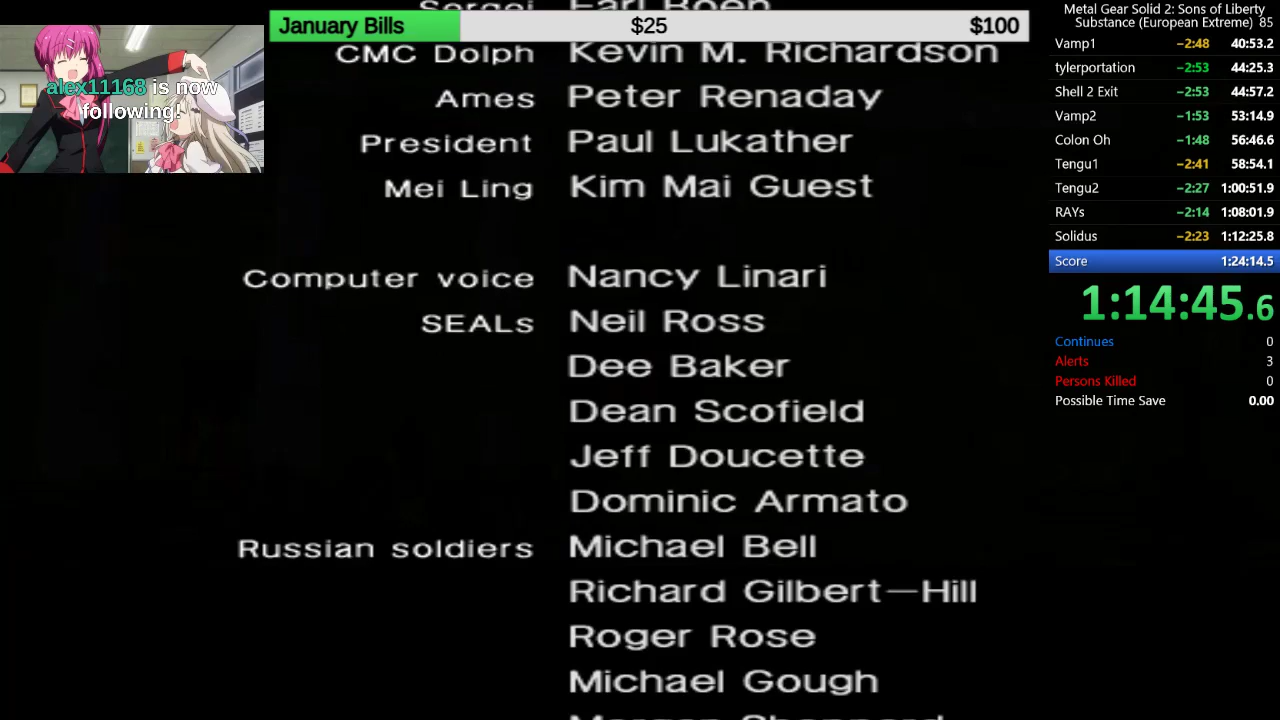 Sergei Earl Boen
January Bills $25 $100
CMC Dolph Kevin M. Richardson
Ames Peter Renaday
President Paul Lukather
Mei Ling Kim Mai Guest
Computer voice Nancy Linari
SEALs Neil Ross
Dee Baker
Dean Scofield
Jeff Doucette
Dominic Armato
Russian soldiers Michael Bell
Richard Gilbert–Hill
Roger Rose
Michael Gough
alex11168 is now
following!
Metal Gear Solid 2: Sons of Liberty
Substance (European Extreme) 85
Vamp1 −2:48 40:53.2
tylerportation −2:53 44:25.3
Shell 2 Exit −2:53 44:57.2
Vamp2 −1:53 53:14.9
Colon Oh −1:48 56:46.6
Tengu1 −2:41 58:54.1
Tengu2 −2:27 1:00:51.9
RAYs −2:14 1:08:01.9
Solidus −2:23 1:12:25.8
Score 1:24:14.5
1:14:45.6
Continues 0
Alerts 3
Persons Killed 0
Possible Time Save 0.00